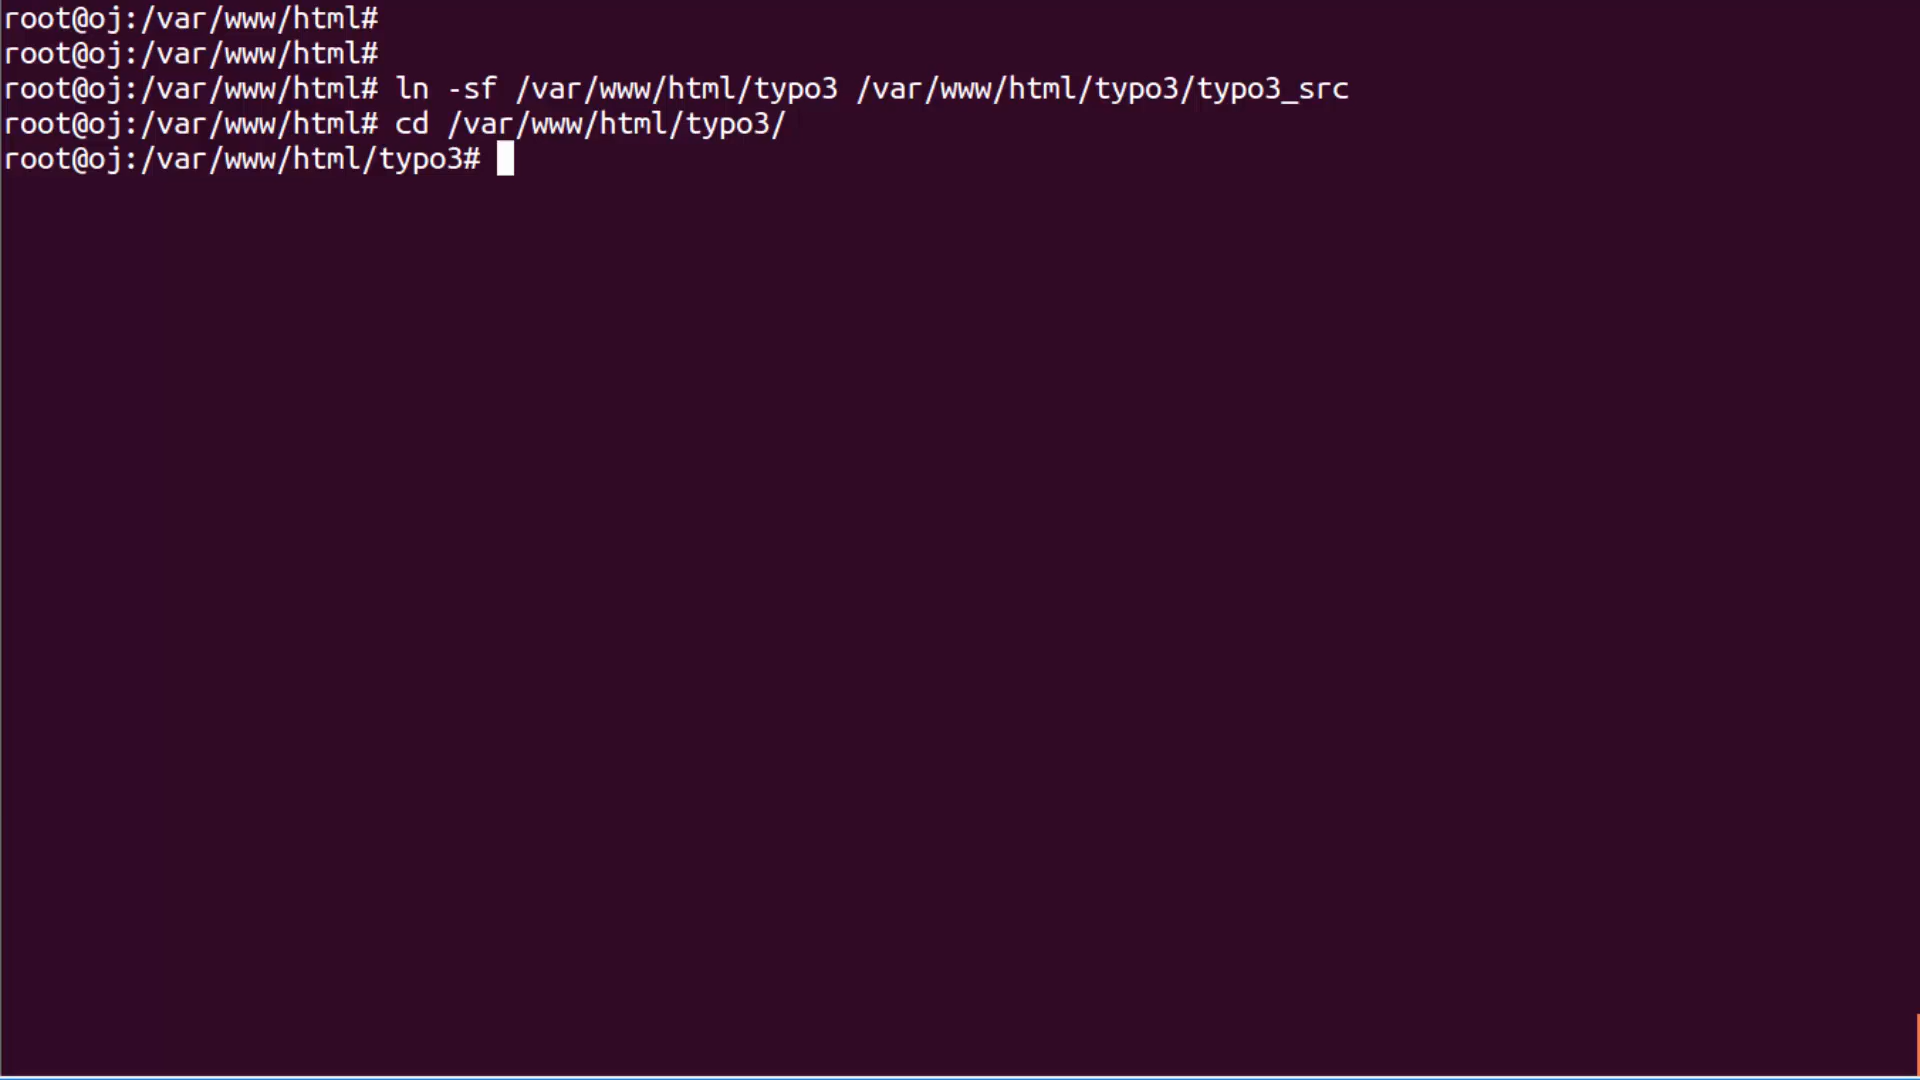 root@oj:/var/www/html#
root@oj:/var/www/html#
root@oj:/var/www/html# ln -sf /var/www/html/typo3 /var/www/html/typo3/typo3_src
root@oj:/var/www/html# cd /var/www/html/typo3/
root@oj:/var/www/html/typo3#